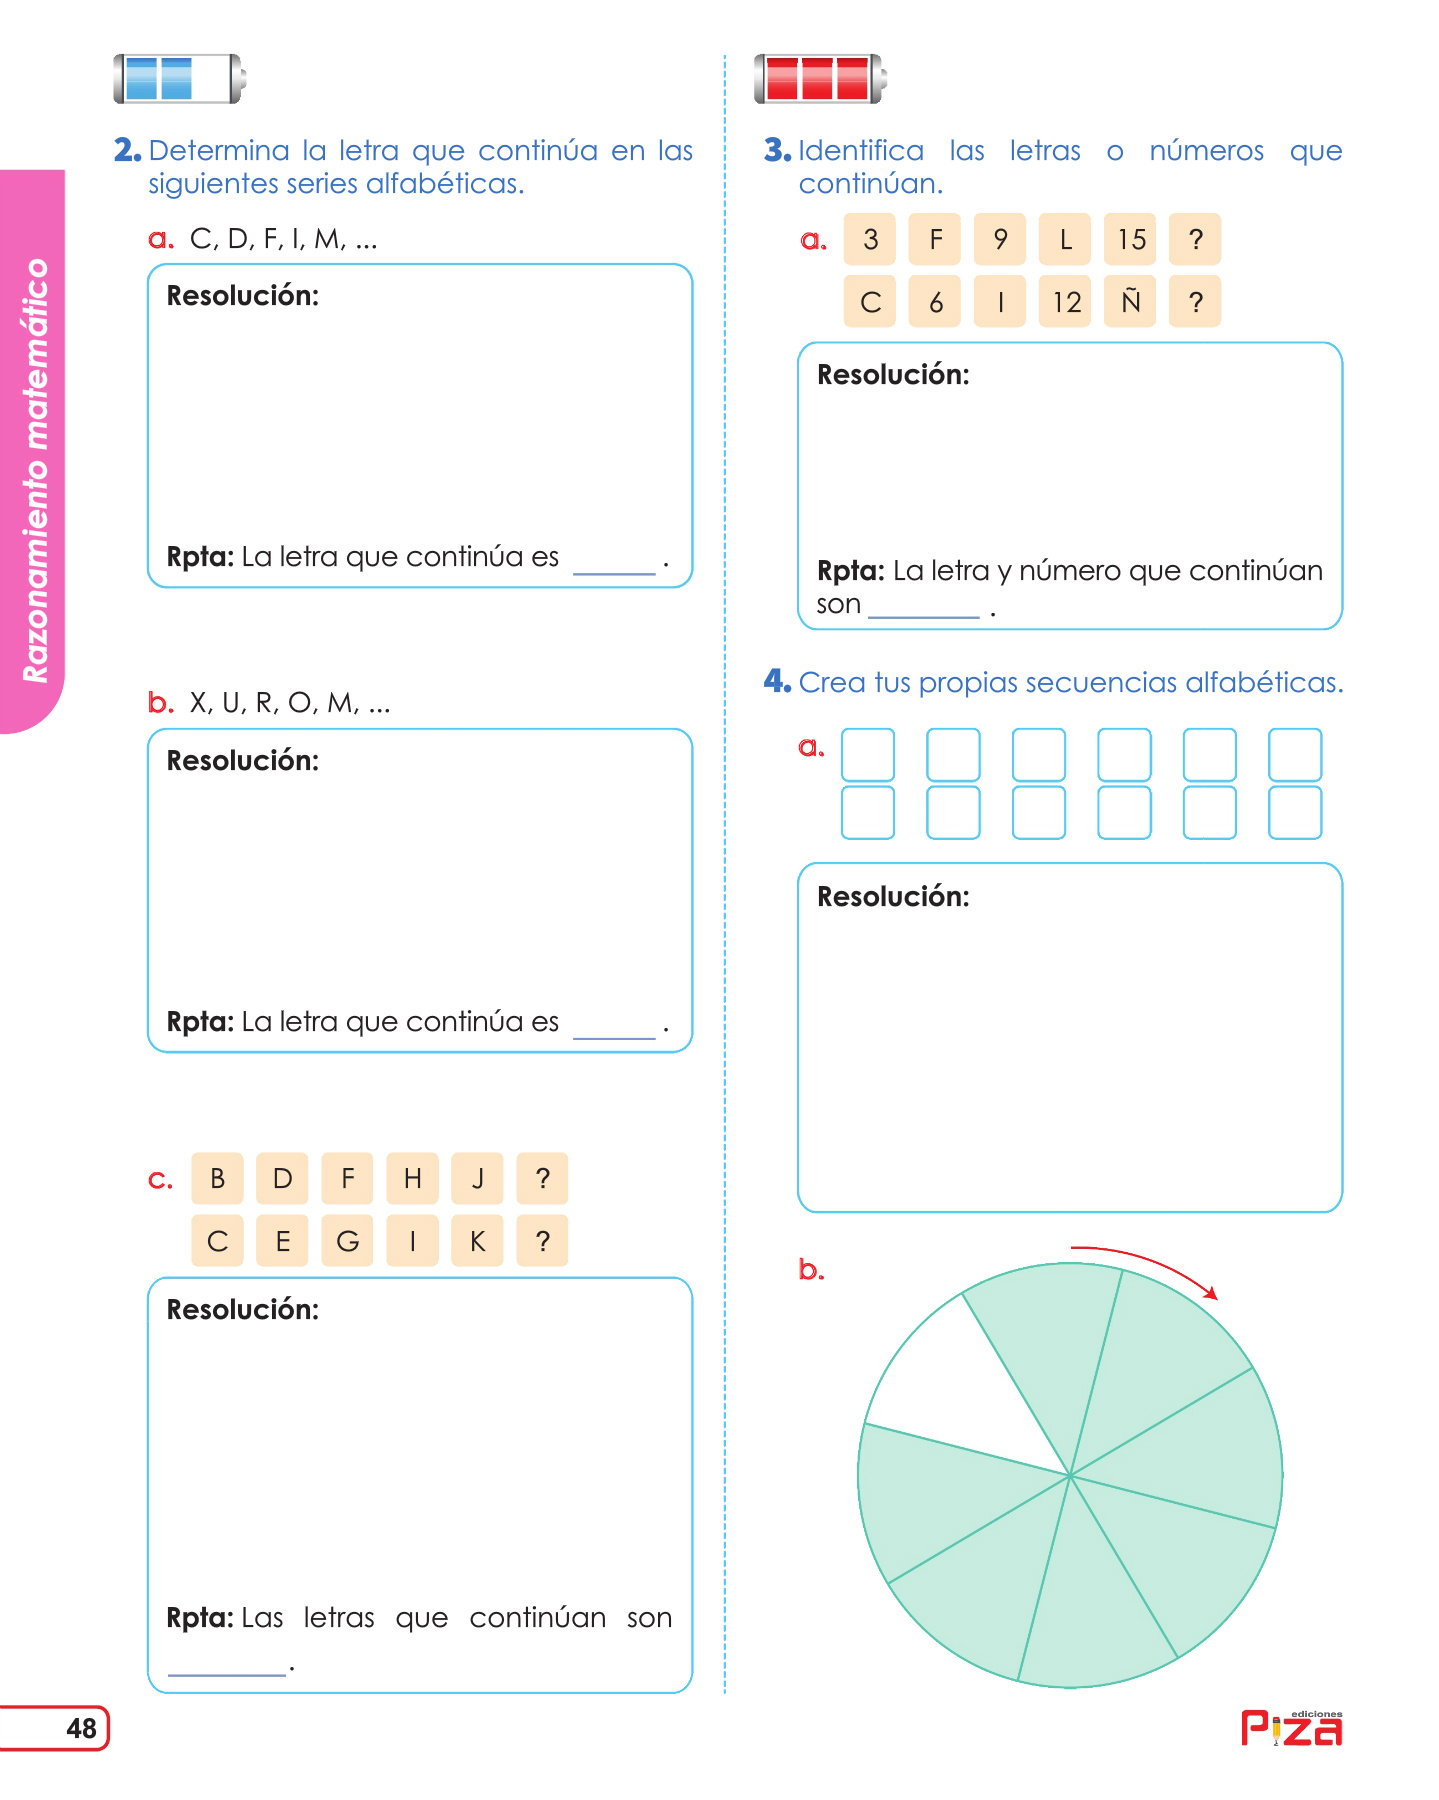 Razonamiento matemático
2. Determina la letra que continúa en las
siguientes series alfabéticas.
a. C, D, F, I, M, ...
Resolución:
Rpta: La letra que continúa es ______ .
b. X, U, R, O, M, ...
Resolución:
Rpta: La letra que continúa es ______ .
c. B D F H J ?
C E G I K ?
Resolución:
Rpta: Las letras que continúan son
________ .
3. Identifica las letras o números que
continúan.
a. 3 F 9 L 15 ?
C 6 I 12 Ñ ?
Resolución:
Rpta: La letra y número que continúan
son ________ .
4. Crea tus propias secuencias alfabéticas.
a.
Resolución:
b.
48
ediciones
Piza